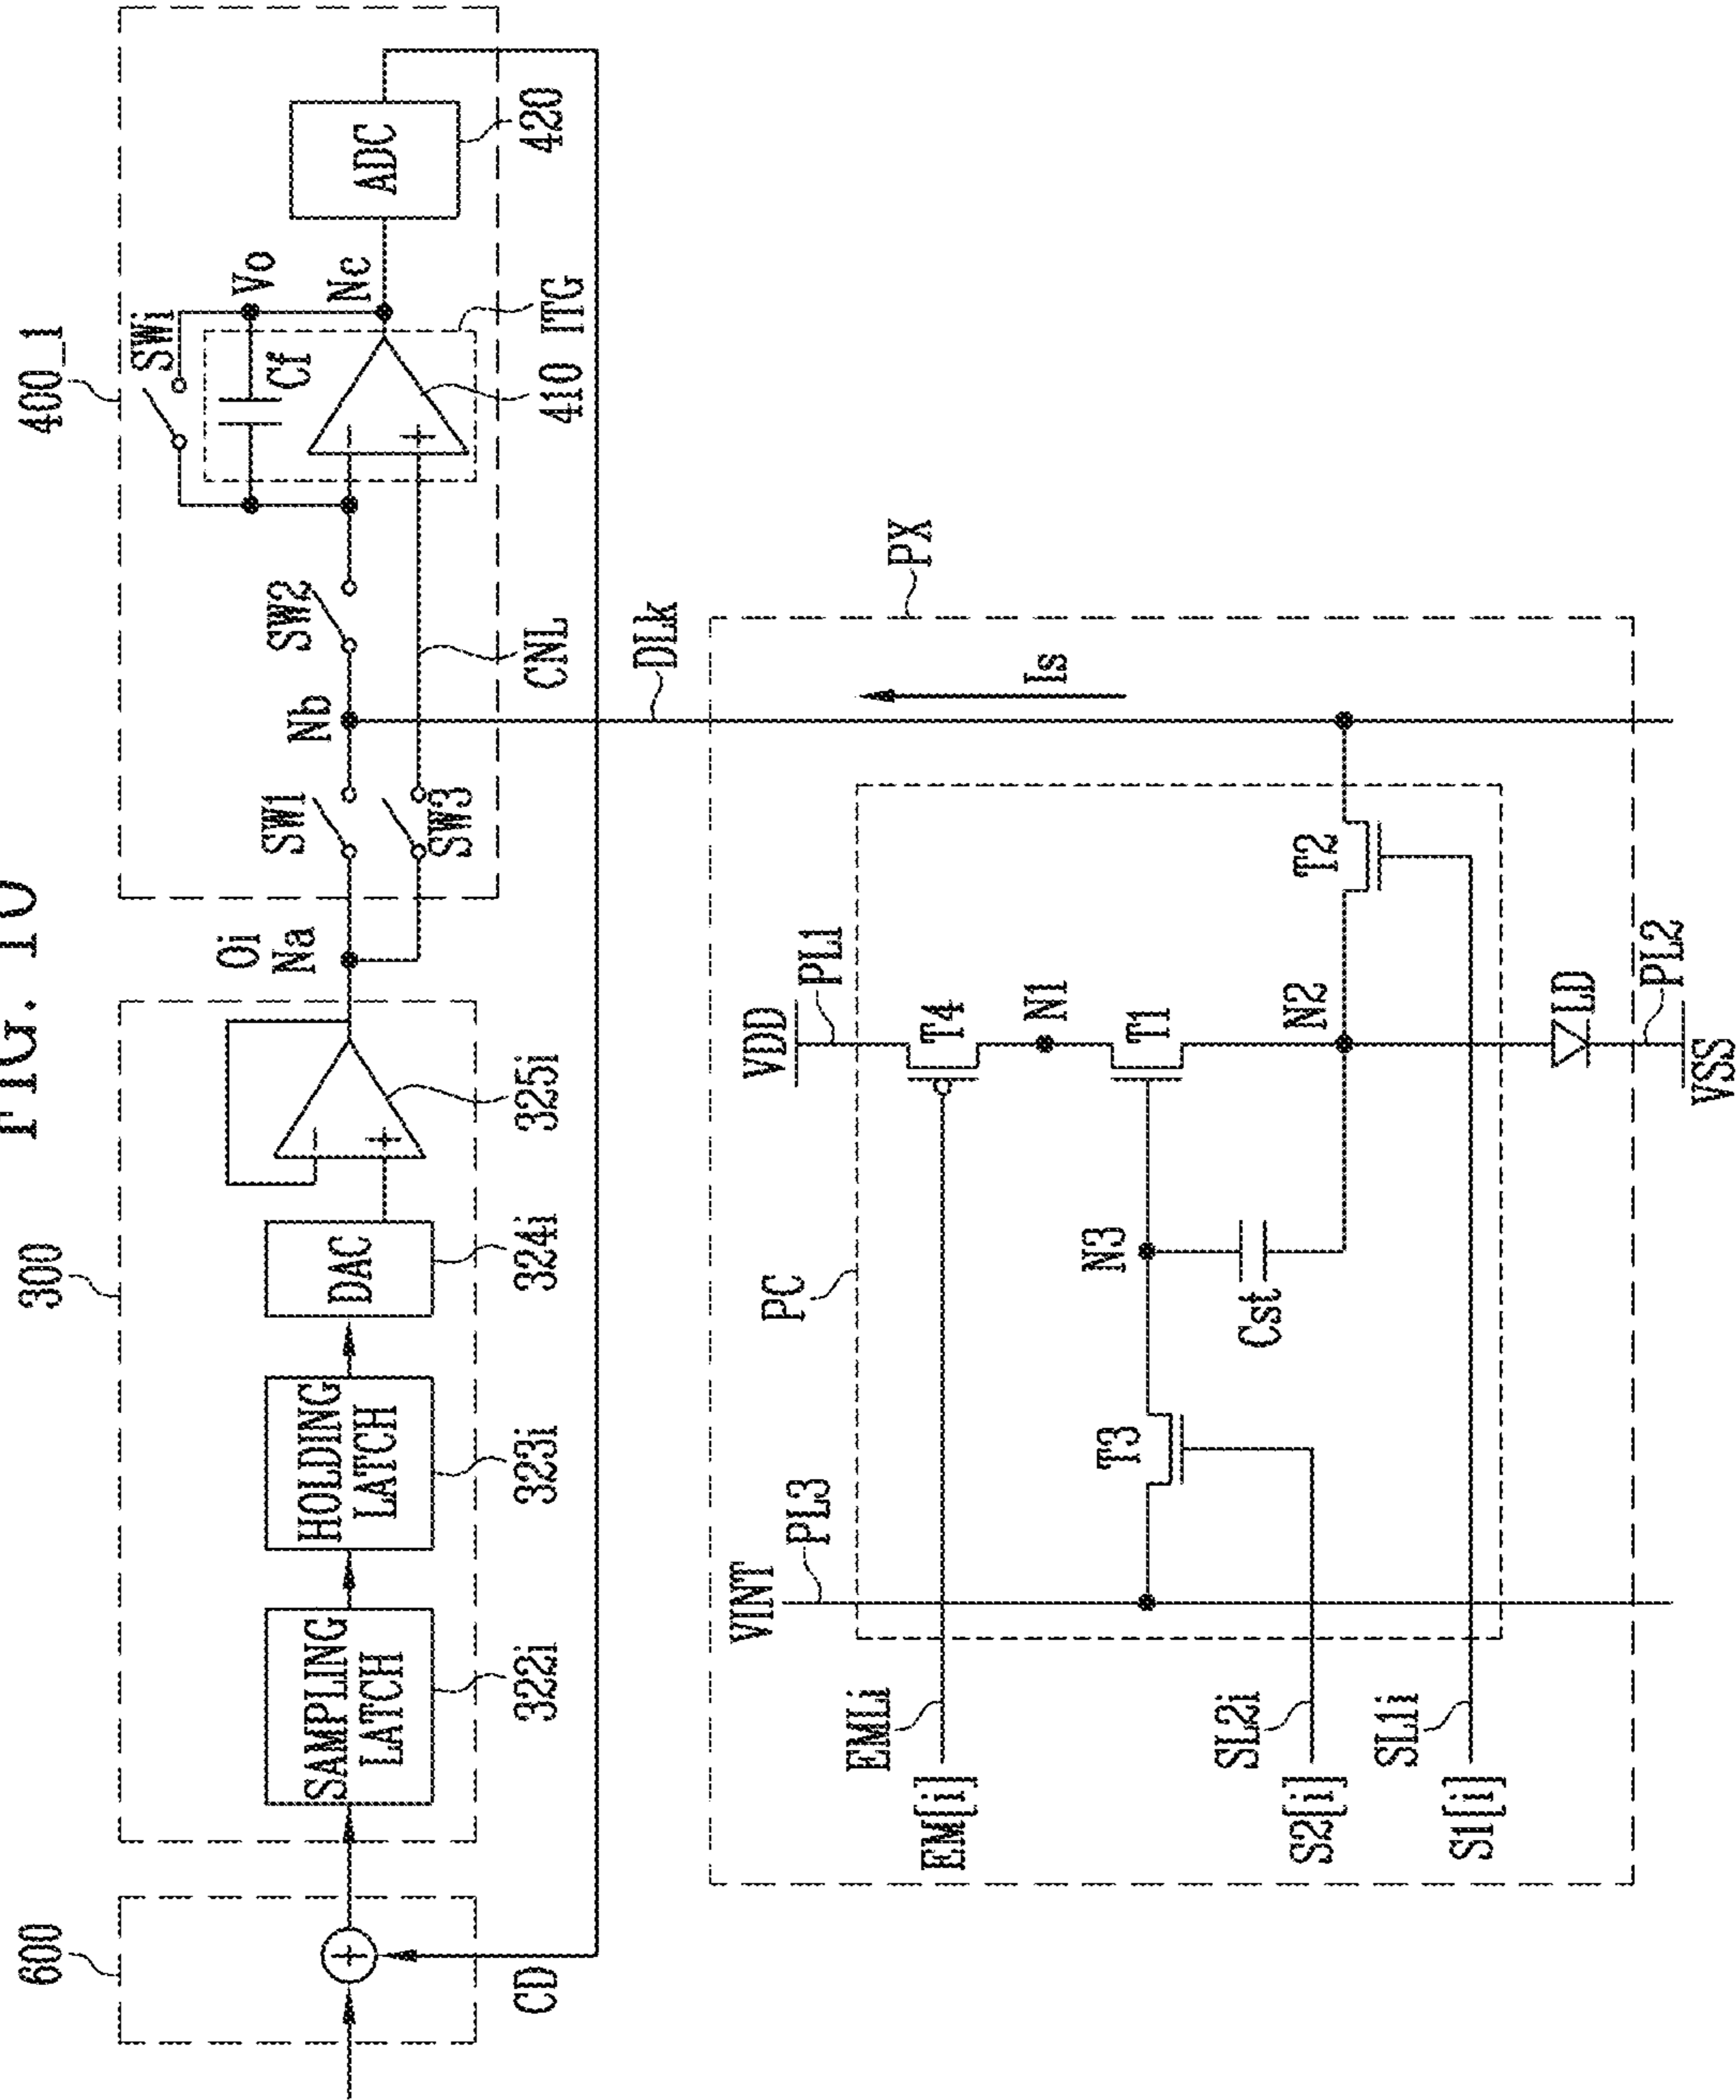 FIG. 10
600
300
400_1
CD
SAMPLING
LATCH
322i
HOLDING
LATCH
323i
DAC
324i
-
+
325i
Oi
Na
SW1
SW3
Nb
SW2
CNL
SWi
Cf
Vo
Nc
-
+
410
ITG
ADC
420
DLk
PX
Is
PC
VINT
PL3
VDD
PL1
EMLi
EM[i]
T4
N1
T1
N3
T3
Cst
N2
T2
SL2i
S2[i]
SL1i
S1[i]
LD
PL2
VSS